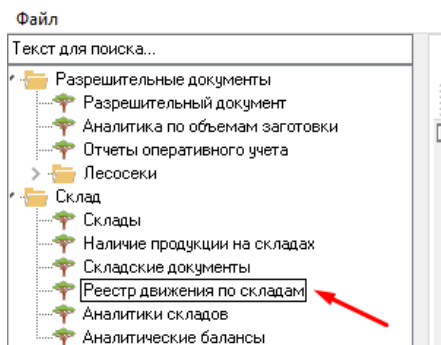 Файл
Текст для поиска...
Разрешительные документы
Разрешительный документ
Аналитика по объемам заготовки
Отчеты оперативного учета
Лесосеки
Склад
Склады
Наличие продукции на складах
Складские документы
Реестр движения по складам
Аналитики складов
Аналитические балансы